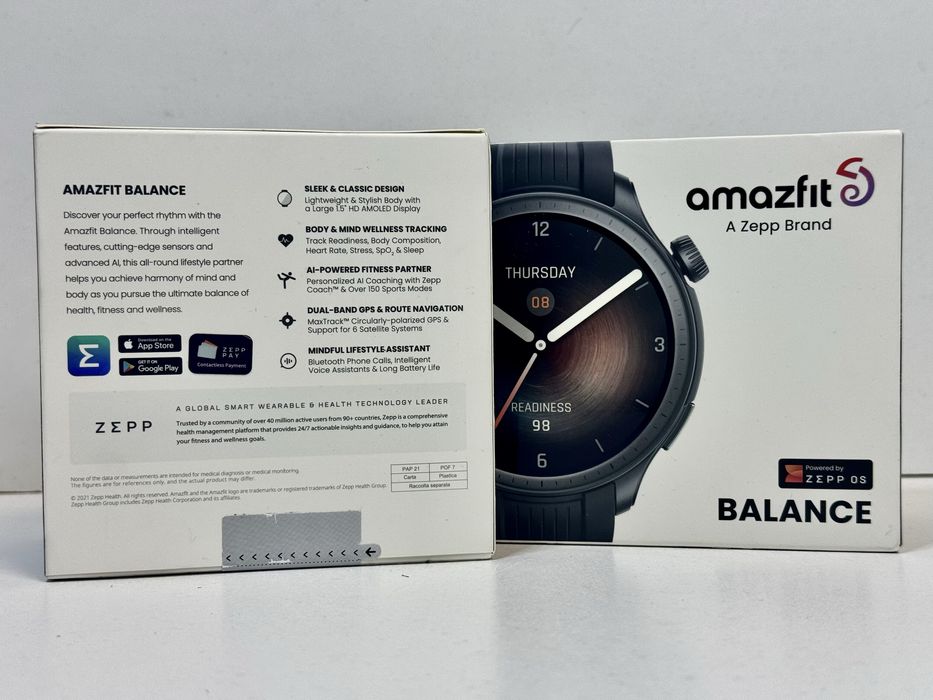 AMAZFIT BALANCE
Discover your perfect rhythm with the
Amazfit Balance. Through intelligent
features, cutting-edge sensors and
advanced AI, this all-round lifestyle partner
helps you achieve harmony of mind and
body as you pursue the ultimate balance of
health, fitness and wellness.
Download on the
App Store
GET IT ON
Google Play
ZEPP
PAY
Contactless Payment
SLEEK & CLASSIC DESIGN
Lightweight & Stylish Body with
a Large 1.5" HD AMOLED Display
BODY & MIND WELLNESS TRACKING
Track Readiness, Body Composition,
Heart Rate, Stress, SpO₂ & Sleep
AI-POWERED FITNESS PARTNER
Personalized AI Coaching with Zepp
Coach™ & Over 150 Sports Modes
DUAL-BAND GPS & ROUTE NAVIGATION
MaxTrack™ Circularly-polarized GPS &
Support for 6 Satellite Systems
MINDFUL LIFESTYLE ASSISTANT
Bluetooth Phone Calls, Intelligent
Voice Assistants & Long Battery Life
ZEPP
A GLOBAL SMART WEARABLE & HEALTH TECHNOLOGY LEADER
Trusted by a community of over 40 million active users from 90+ countries, Zepp is a comprehensive
health management platform that provides 24/7 actionable insights and guidance, to help you attain
your fitness and wellness goals.
None of the data or measurements are intended for medical diagnosis or medical monitoring.
The figures are for references only, and the actual product may differ.
© 2021 Zepp Health. All rights reserved. Amazfit and the Amazfit logo are trademarks or registered trademarks of Zepp Health Group.
Zepp Health Group includes Zepp Health Corporation and its affiliates.
PAP 21 POF 7
Carta Plastica
Raccolta separata
amazfit
A Zepp Brand
12
THURSDAY
08
3
READINESS
98
6
Powered by
ZEPP OS
BALANCE